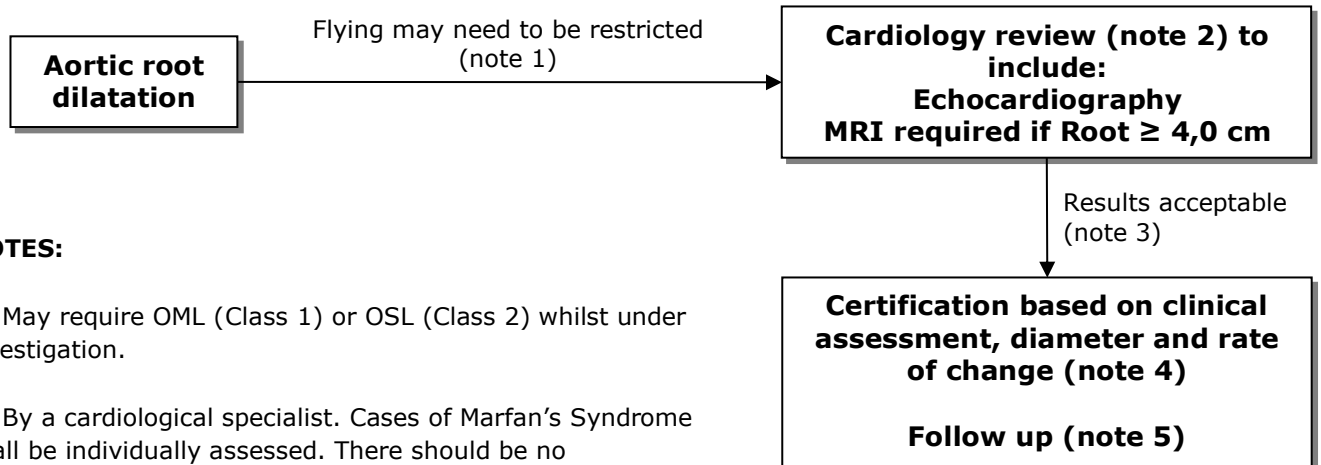 Aortic root
dilatation
Flying may need to be restricted
(note 1)
Cardiology review (note 2) to
include:
Echocardiography
MRI required if Root ≥ 4,0 cm
Results acceptable
(note 3)
Certification based on clinical
assessment, diameter and rate
of change (note 4)
Follow up (note 5)
OTES:
May require OML (Class 1) or OSL (Class 2) whilst under
estigation.
By a cardiological specialist. Cases of Marfan's Syndrome
all be individually assessed. There should be no